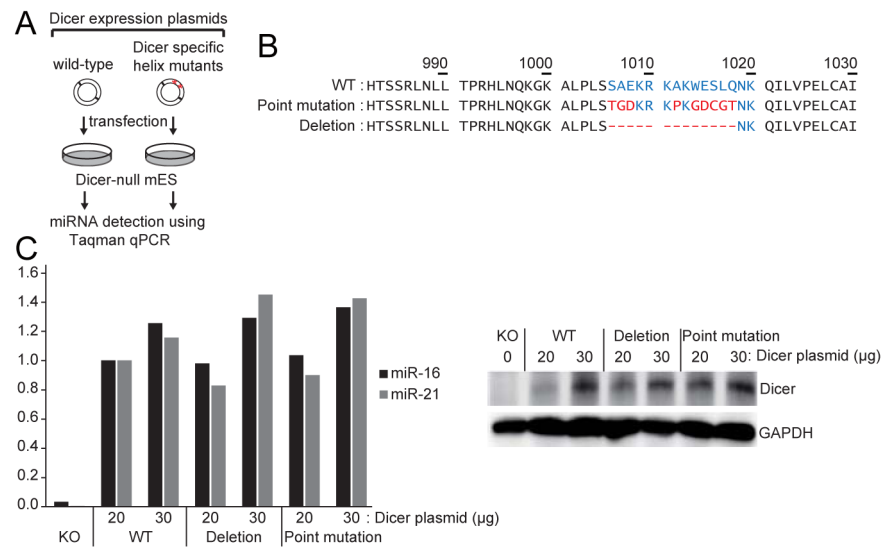 A
Dicer expression plasmids
wild-type
Dicer specific
helix mutants
transfection
Dicer-null mES
miRNA detection using
Taqman qPCR
B
990 1000 1010 1020 1030
WT : HTSSRLNLL TPRHLNQKGK ALPLSSAEKR KAKWESLQNK QILVPELCAI
Point mutation : HTSSRLNLL TPRHLNQKGK ALPLSTGDKR KPKGDCGTNK QILVPELCAI
Deletion : HTSSRLNLL TPRHLNQKGK ALPLS----- --------NK QILVPELCAI
C
1.6
1.4
1.2
1.0
0.8
0.6
0.4
0.2
0.0
miR-16
miR-21
20 30 20 30 20 30 : Dicer plasmid (µg)
KO WT Deletion Point mutation
KO WT Deletion Point mutation
0 20 30 20 30 20 30: Dicer plasmid (µg)
Dicer
GAPDH